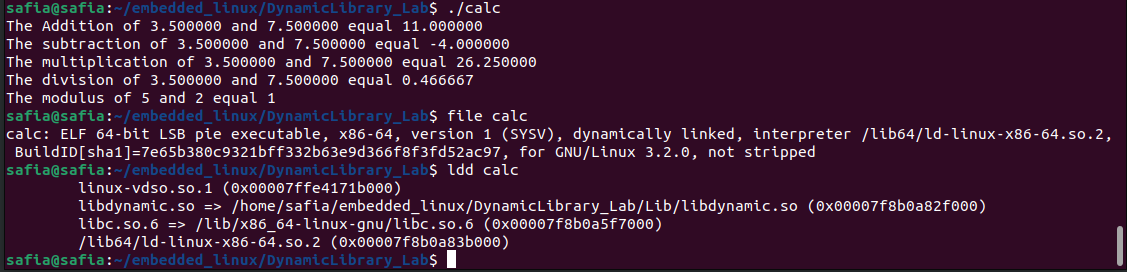 safia@safia:~/embedded_linux/DynamicLibrary_Lab$ ./calc
The Addition of 3.500000 and 7.500000 equal 11.000000
The subtraction of 3.500000 and 7.500000 equal -4.000000
The multiplication of 3.500000 and 7.500000 equal 26.250000
The division of 3.500000 and 7.500000 equal 0.466667
The modulus of 5 and 2 equal 1
safia@safia:~/embedded_linux/DynamicLibrary_Lab$ file calc
calc: ELF 64-bit LSB pie executable, x86-64, version 1 (SYSV), dynamically linked, interpreter /lib64/ld-linux-x86-64.so.2,
 BuildID[sha1]=7e65b380c9321bff332b63e9d366f8f3fd52ac97, for GNU/Linux 3.2.0, not stripped
safia@safia:~/embedded_linux/DynamicLibrary_Lab$ ldd calc
	linux-vdso.so.1 (0x00007ffe4171b000)
	libdynamic.so => /home/safia/embedded_linux/DynamicLibrary_Lab/Lib/libdynamic.so (0x00007f8b0a82f000)
	libc.so.6 => /lib/x86_64-linux-gnu/libc.so.6 (0x00007f8b0a5f7000)
	/lib64/ld-linux-x86-64.so.2 (0x00007f8b0a83b000)
safia@safia:~/embedded_linux/DynamicLibrary_Lab$